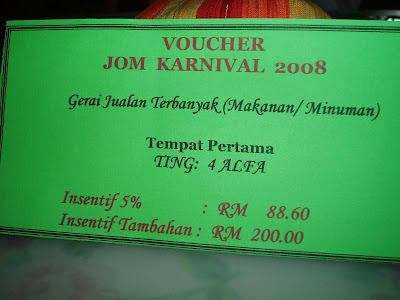 VOUCHER
JOM KARNIVAL 2008
Gerai Jualan Terbanyak (Makanan/ Minuman)
Tempat Pertama
TING: 4 ALFA
Insentif 5% : RM 88.60
Insentif Tambahan : RM 200.00